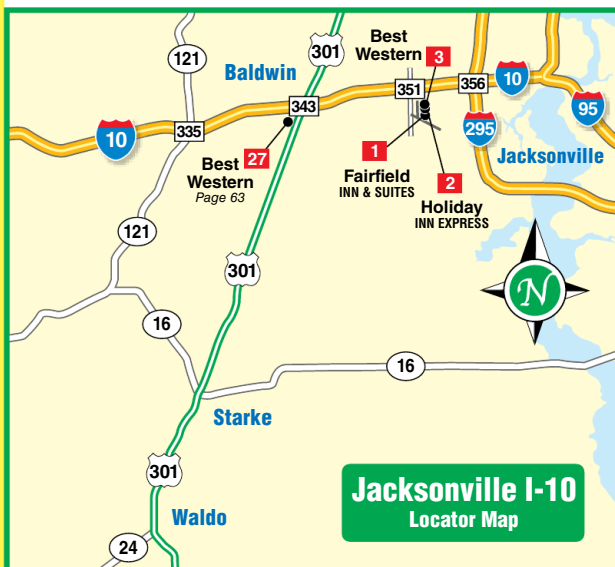 301
121
Best
Western
3
Baldwin
351
356
10
343
95
10
335
295
Best
Western
27
Page 63
1
Fairfield
INN & SUITES
2
Holiday
INN EXPRESS
Jacksonville
121
301
N
16
16
Starke
301
Waldo
24
Jacksonville I-10
Locator Map